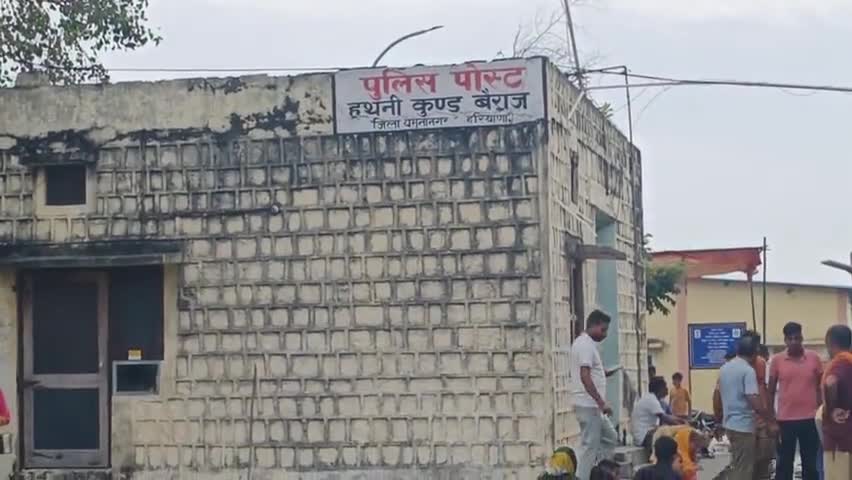 पुलिस पोस्ट
हथनी कुण्ड बैराज
जिला यमुनानगर हरियाणा